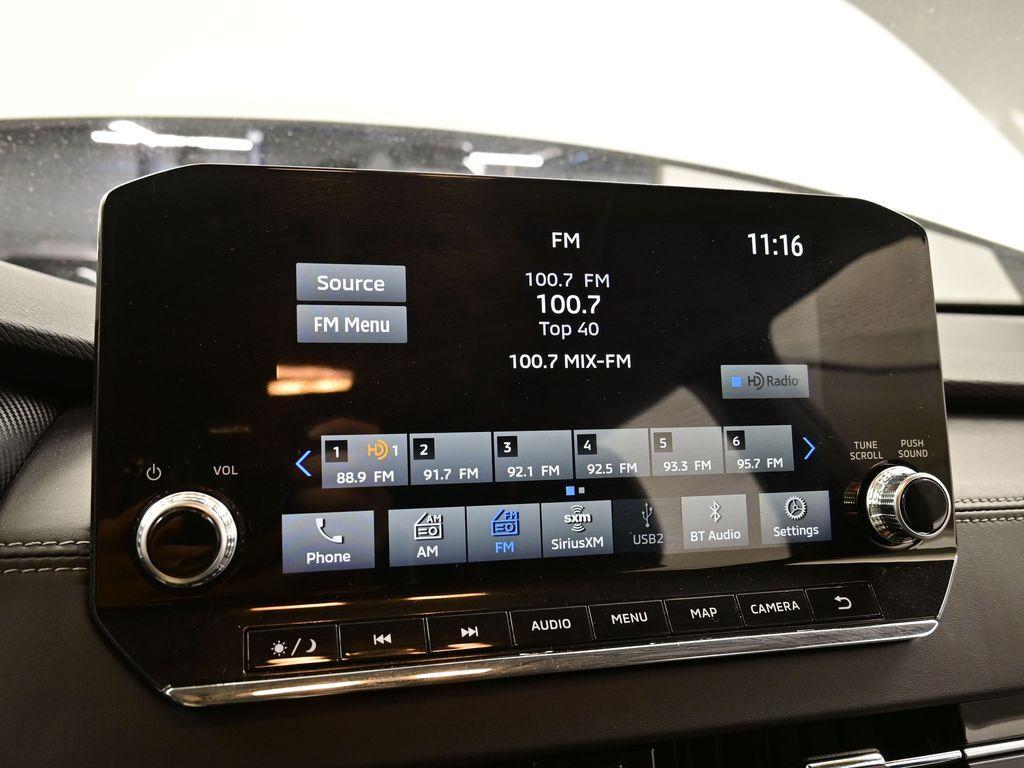 FM
11:16
Source
FM Menu
100.7 FM
100.7
Top 40
100.7 MIX-FM
HD Radio
1 HD 1
88.9 FM
2
91.7 FM
3
92.1 FM
4
92.5 FM
5
93.3 FM
6
95.7 FM
VOL
TUNE
SCROLL
PUSH
SOUND
Phone
AM
AM
FM
FM
sxm
SiriusXM
USB2
BT Audio
Settings
AUDIO
MENU
MAP
CAMERA